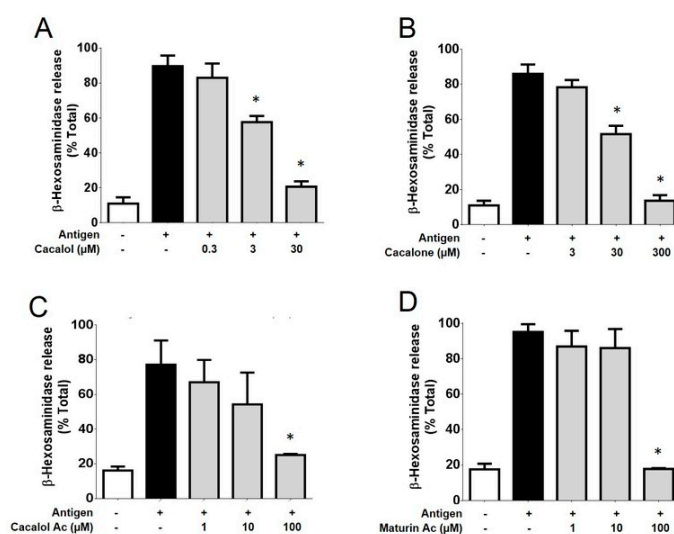 A
β-Hexosaminidase release
(% Total)
100
80
60
40
20
0
*
*
Antigen - + + + +
Cacalol (µM) - - 0.3 3 30
B
β-Hexosaminidase release
(% Total)
100
80
60
40
20
0
*
*
Antigen - + + + +
Cacalone (µM) - - 3 30 300
C
β-Hexosaminidase release
(% Total)
100
80
60
40
20
0
*
Antigen - + + + +
Cacalol Ac (µM) - - 1 10 100
D
β-Hexosaminidase release
(% Total)
100
80
60
40
20
0
*
Antigen - + + + +
Maturin Ac (µM) - - 1 10 100